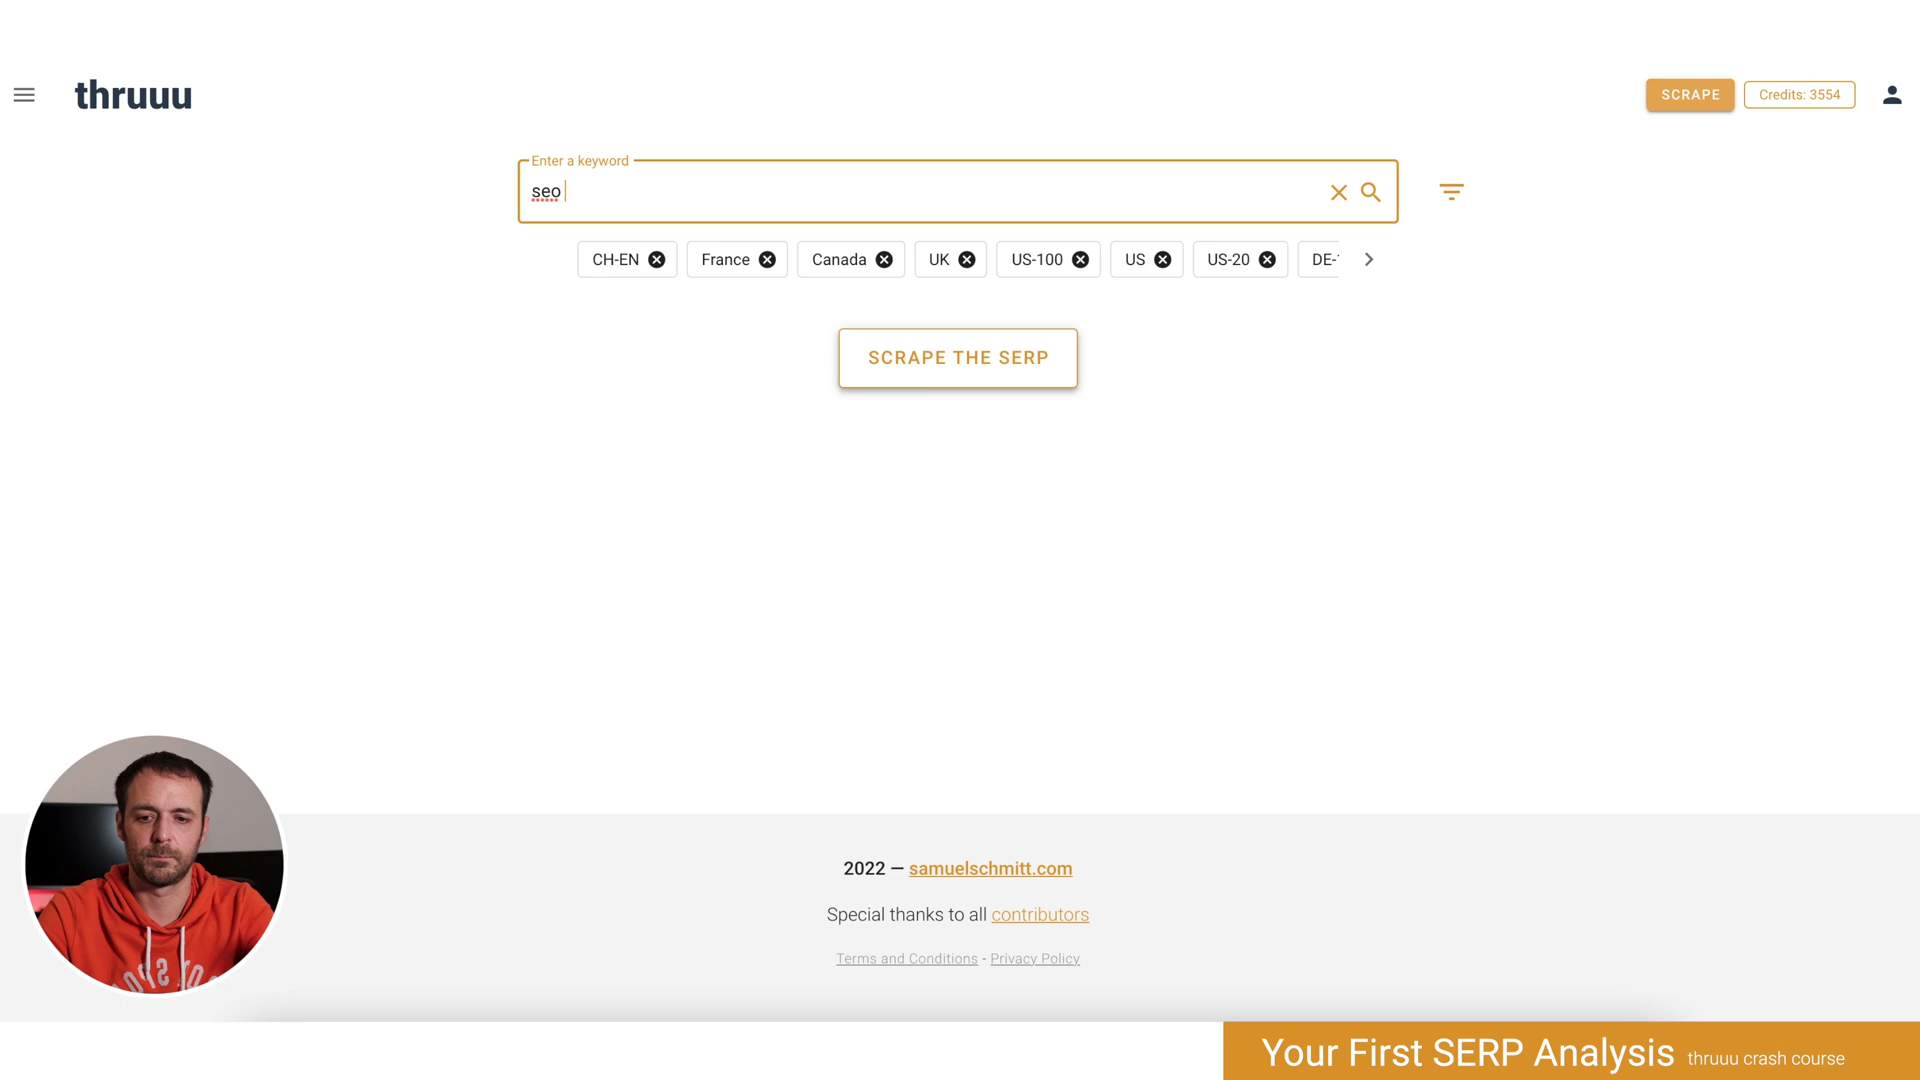 thruuu
SCRAPE
Credits: 3554
Enter a keyword
seo
CH-EN
France
Canada
UK
US-100
US
US-20
DE-
SCRAPE THE SERP
2022 — samuelschmitt.com
Special thanks to all contributors
Terms and Conditions - Privacy Policy
Your First SERP Analysis thruuu crash course